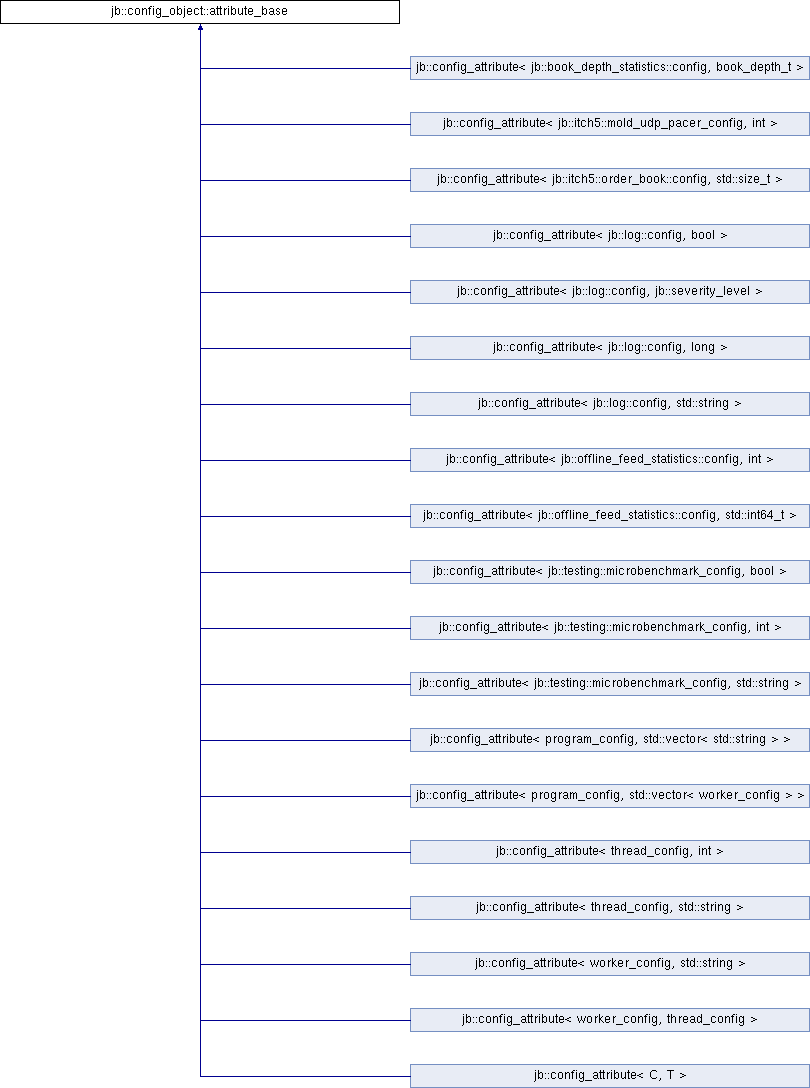 jb::config_object::attribute_base
jb::config_attribute< jb::book_depth_statistics::config, book_depth_t >
jb::config_attribute< jb::itch5::mold_udp_pacer_config, int >
jb::config_attribute< jb::itch5::order_book::config, std::size_t >
jb::config_attribute< jb::log::config, bool >
jb::config_attribute< jb::log::config, jb::severity_level >
jb::config_attribute< jb::log::config, long >
jb::config_attribute< jb::log::config, std::string >
jb::config_attribute< jb::offline_feed_statistics::config, int >
jb::config_attribute< jb::offline_feed_statistics::config, std::int64_t >
jb::config_attribute< jb::testing::microbenchmark_config, bool >
jb::config_attribute< jb::testing::microbenchmark_config, int >
jb::config_attribute< jb::testing::microbenchmark_config, std::string >
jb::config_attribute< program_config, std::vector< std::string > >
jb::config_attribute< program_config, std::vector< worker_config > >
jb::config_attribute< thread_config, int >
jb::config_attribute< thread_config, std::string >
jb::config_attribute< worker_config, std::string >
jb::config_attribute< worker_config, thread_config >
jb::config_attribute< C, T >